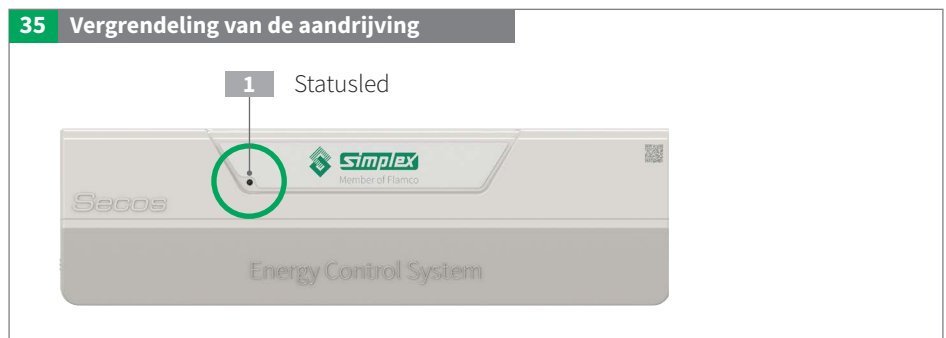 35 Vergrendeling van de aandrijving
1 Statusled
simplex
Member of Flamco
Secos
Energy Control System